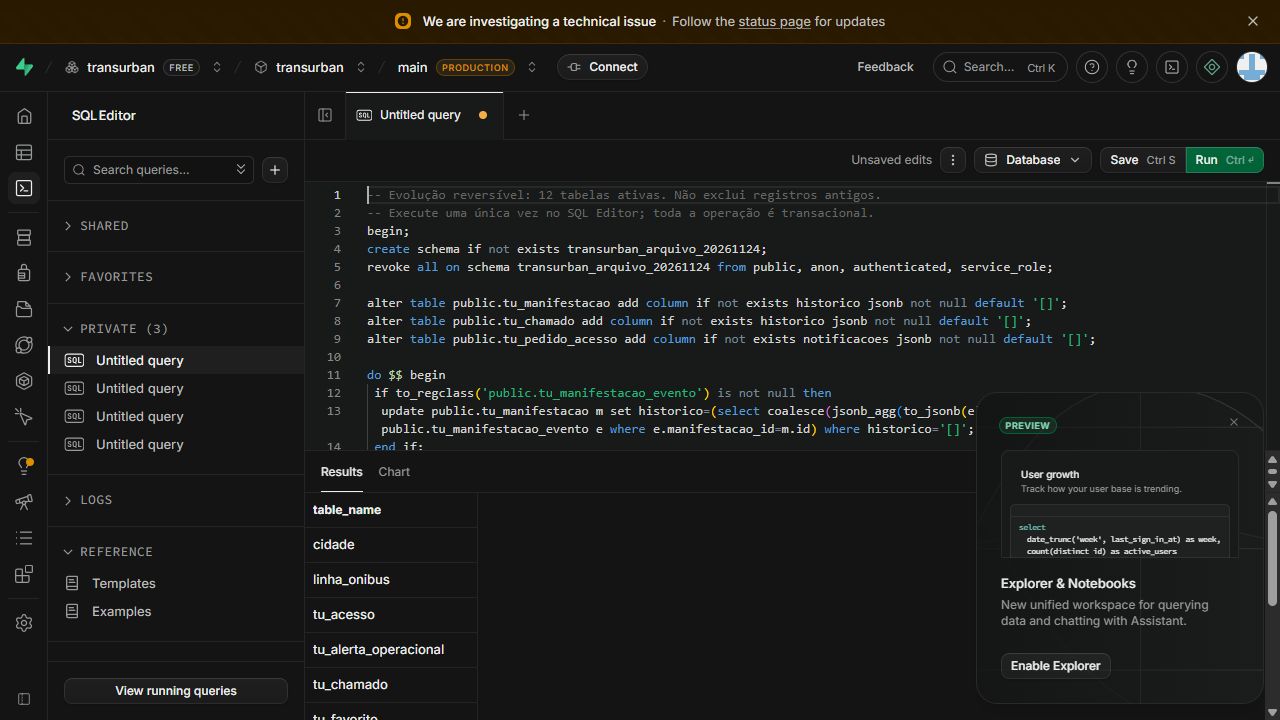 We are investigating a technical issue · Follow the status page for updates
transurban FREE
transurban
main PRODUCTION
Connect
Feedback
Search... Ctrl K
SQL Editor
Untitled query
Search queries...
Unsaved edits
Database
Save Ctrl S
Run Ctrl ↲
SHARED
FAVORITES
PRIVATE (3)
SQL Untitled query
SQL Untitled query
SQL Untitled query
SQL Untitled query
LOGS
REFERENCE
Templates
Examples
View running queries
1 -- Evolução reversível: 12 tabelas ativas. Não exclui registros antigos.
2 -- Execute uma única vez no SQL Editor; toda a operação é transacional.
3 begin;
4 create schema if not exists transurban_arquivo_20261124;
5 revoke all on schema transurban_arquivo_20261124 from public, anon, authenticated, service_role;
6
7 alter table public.tu_manifestacao add column if not exists historico jsonb not null default '[]';
8 alter table public.tu_chamado add column if not exists historico jsonb not null default '[]';
9 alter table public.tu_pedido_acesso add column if not exists notificacoes jsonb not null default '[]';
10
11 do $$ begin
12 if to_regclass('public.tu_manifestacao_evento') is not null then
13 update public.tu_manifestacao m set historico=(select coalesce(jsonb_agg(to_jsonb(e
public.tu_manifestacao_evento e where e.manifestacao_id=m.id) where historico='[]';
14 end if;
Results
Chart
table_name
cidade
linha_onibus
tu_acesso
tu_alerta_operacional
tu_chamado
tu_favorito
PREVIEW
User growth
Track how your user base is trending.
select
date_trunc('week', last_sign_in_at) as week,
count(distinct id) as active_users
Explorer & Notebooks
New unified workspace for querying
data and chatting with Assistant.
Enable Explorer